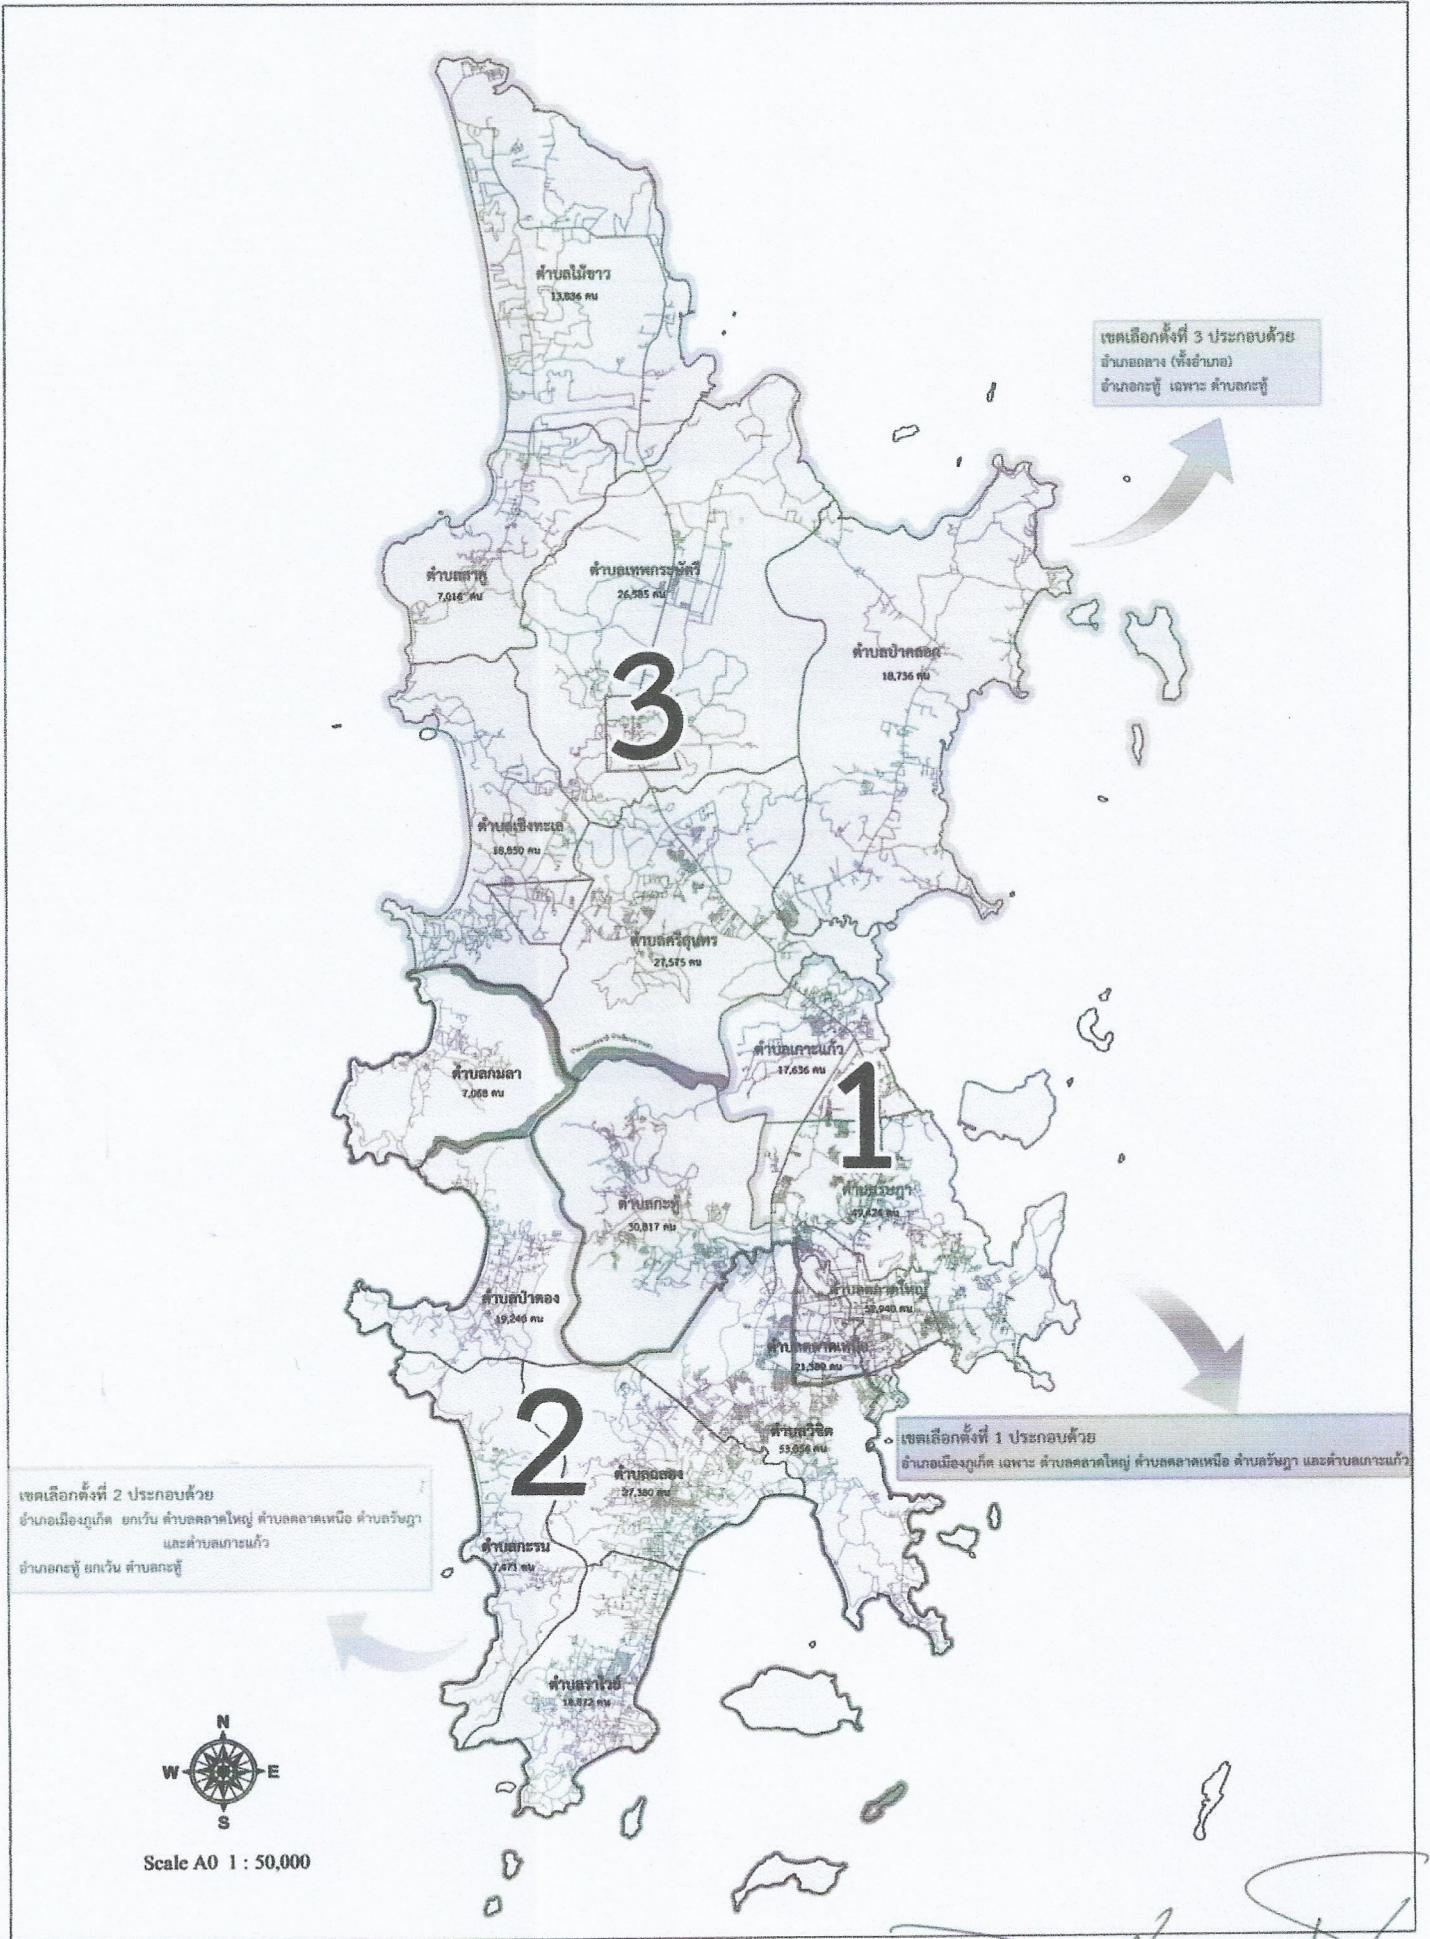 ตำบลไม้ขาว
13,836 คน
เขตเลือกตั้งที่ 3 ประกอบด้วย
อำเภอถลาง (ทั้งอำเภอ)
อำเภอกะทู้ เฉพาะ ตำบลกะทู้
ตำบลสาคู
7,016 คน
ตำบลเทพกระษัตรี
26,585 คน
ตำบลป่าคลอก
18,736 คน
3
ตำบลเชิงทะเล
18,850 คน
ตำบลศรีสุนทร
27,575 คน
ตำบลเกาะแก้ว
17,636 คน
ตำบลกมลา
7,068 คน
1
ตำบลรัษฎา
49,424 คน
ตำบลกะทู้
30,817 คน
ตำบลป่าตอง
19,240 คน
ตำบลตลาดใหญ่
52,940 คน
ตำบลตลาดเหนือ
21,580 คน
2
ตำบลวิชิต
53,056 คน
เขตเลือกตั้งที่ 1 ประกอบด้วย
อำเภอเมืองภูเก็ต เฉพาะ ตำบลตลาดใหญ่ ตำบลตลาดเหนือ ตำบลรัษฎา และตำบลเกาะแก้ว
ตำบลฉลอง
27,380 คน
เขตเลือกตั้งที่ 2 ประกอบด้วย
อำเภอเมืองภูเก็ต ยกเว้น ตำบลตลาดใหญ่ ตำบลตลาดเหนือ ตำบลรัษฎา
และตำบลเกาะแก้ว
อำเภอกะทู้ ยกเว้น ตำบลกะทู้
ตำบลกะรน
7,471 คน
ตำบลราไวย์
18,872 คน
N
W
E
S
Scale A0 1 : 50,000